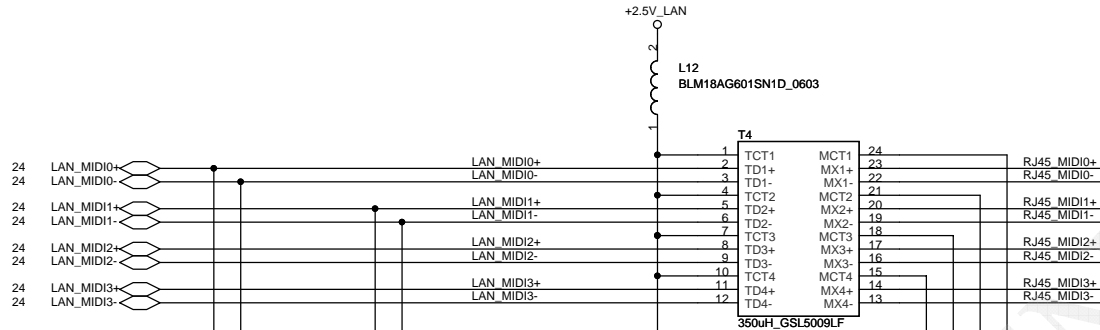 +2.5V_LAN
2
L12
BLM18AG601SN1D_0603
1
T4
24 LAN_MIDI0+ LAN_MIDI0+ 1 TCT1 MCT1 24
2 TD1+ MX1+ 23 RJ45_MIDI0+
24 LAN_MIDI0- LAN_MIDI0- 3 TD1- MX1- 22 RJ45_MIDI0-
4 TCT2 MCT2 21
24 LAN_MIDI1+ LAN_MIDI1+ 5 TD2+ MX2+ 20 RJ45_MIDI1+
24 LAN_MIDI1- LAN_MIDI1- 6 TD2- MX2- 19 RJ45_MIDI1-
7 TCT3 MCT3 18
24 LAN_MIDI2+ LAN_MIDI2+ 8 TD3+ MX3+ 17 RJ45_MIDI2+
24 LAN_MIDI2- LAN_MIDI2- 9 TD3- MX3- 16 RJ45_MIDI2-
10 TCT4 MCT4 15
24 LAN_MIDI3+ LAN_MIDI3+ 11 TD4+ MX4+ 14 RJ45_MIDI3+
24 LAN_MIDI3- LAN_MIDI3- 12 TD4- MX4- 13 RJ45_MIDI3-
350uH_GSL5009LF